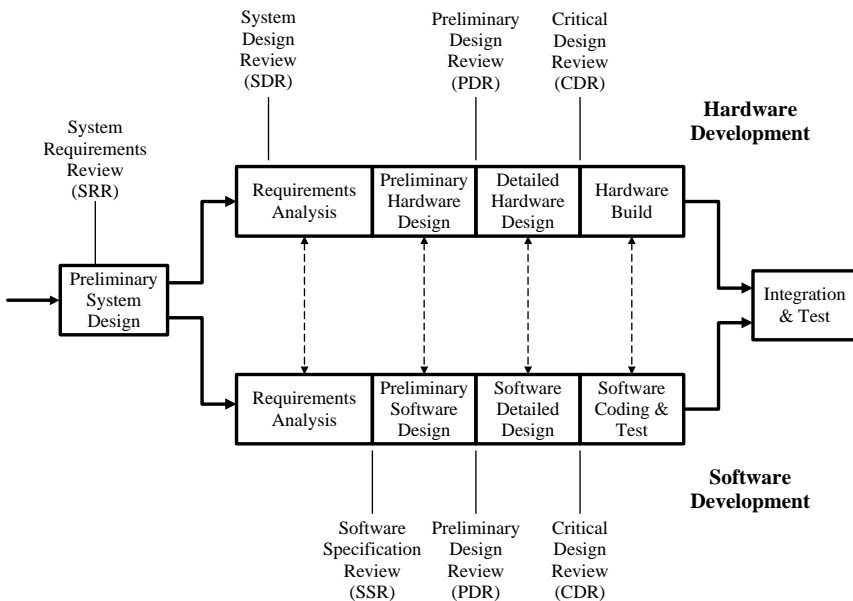 System
Design
Review
(SDR)
Preliminary
Design
Review
(PDR)
Critical
Design
Review
(CDR)
Hardware
Development
System
Requirements
Review
(SRR)
Requirements
Analysis
Preliminary
Hardware
Design
Detailed
Hardware
Design
Hardware
Build
Preliminary
System
Design
Integration
& Test
Requirements
Analysis
Preliminary
Software
Design
Software
Detailed
Design
Software
Coding &
Test
Software
Development
Software
Specification
Review
(SSR)
Preliminary
Design
Review
(PDR)
Critical
Design
Review
(CDR)